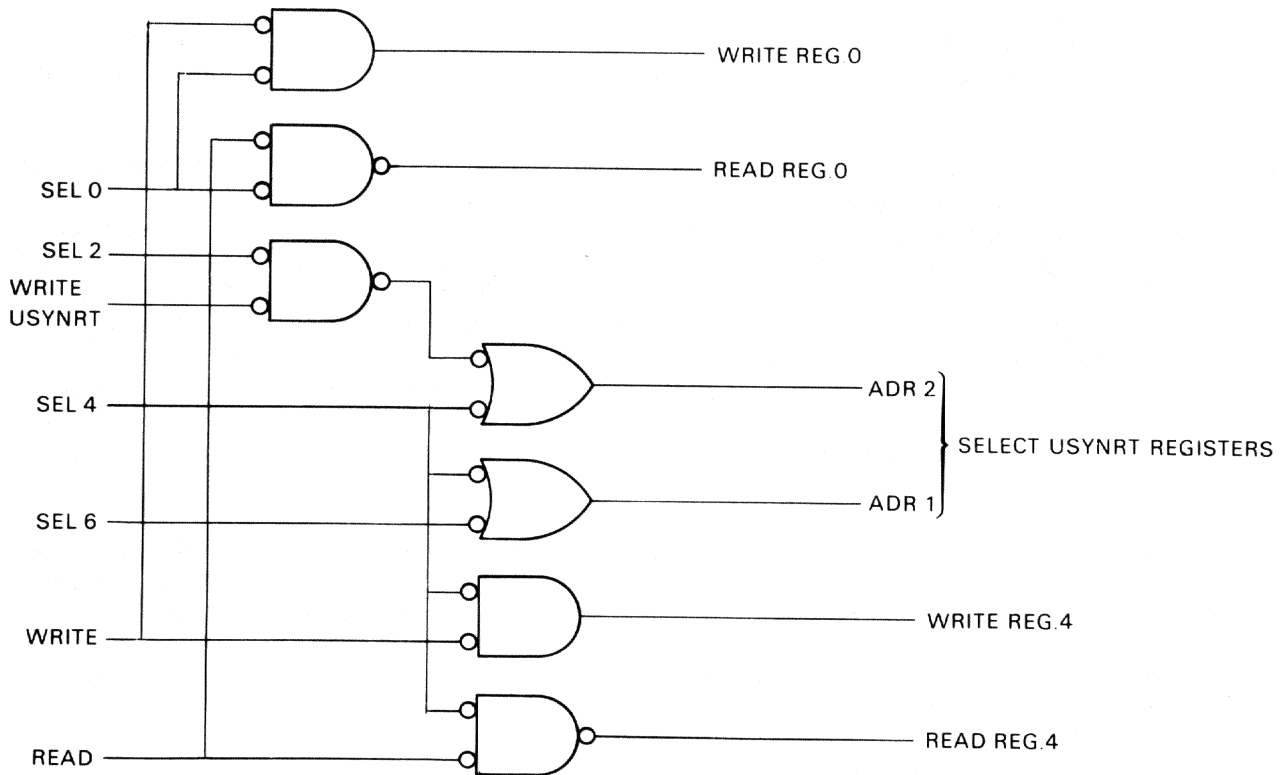 WRITE REG.0
READ REG.0
SEL 0
SEL 2
WRITE
USYNRT
SEL 4
ADR 2
SELECT USYNRT REGISTERS
ADR 1
SEL 6
WRITE
WRITE REG.4
READ
READ REG.4